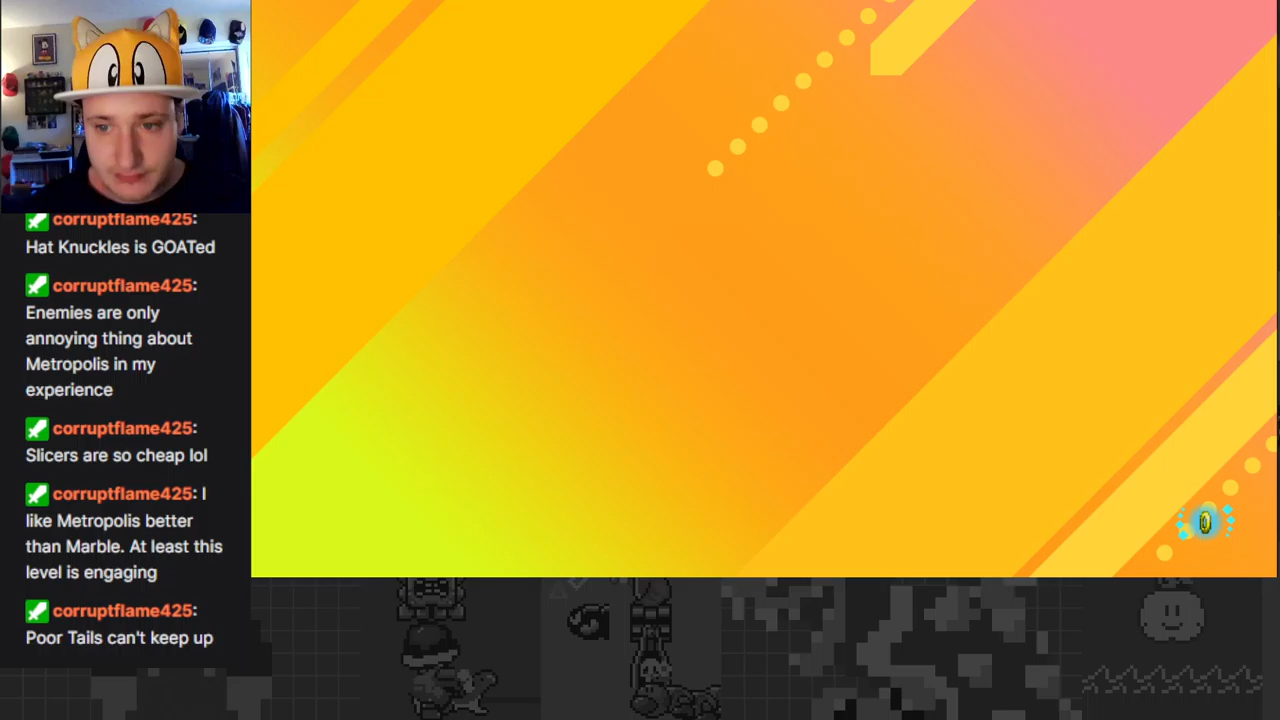 corruptflame425:
Hat Knuckles is GOATed
corruptflame425:
Enemies are only
annoying thing about
Metropolis in my
experience
corruptflame425:
Slicers are so cheap lol
corruptflame425: I
like Metropolis better
than Marble. At least this
level is engaging
corruptflame425:
Poor Tails can't keep up